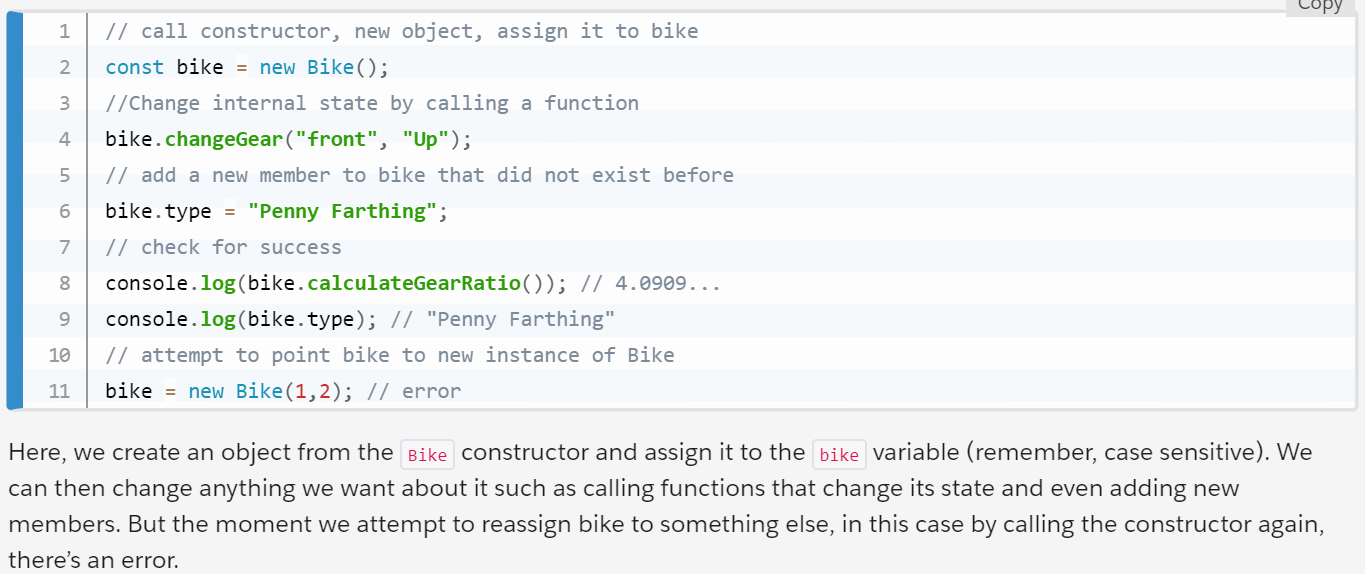 Copy
1 // call constructor, new object, assign it to bike
2 const bike = new Bike();
3 //Change internal state by calling a function
4 bike.changeGear("front", "Up");
5 // add a new member to bike that did not exist before
6 bike.type = "Penny Farthing";
7 // check for success
8 console.log(bike.calculateGearRatio()); // 4.0909...
9 console.log(bike.type); // "Penny Farthing"
10 // attempt to point bike to new instance of Bike
11 bike = new Bike(1,2); // error
Here, we create an object from the Bike constructor and assign it to the bike variable (remember, case sensitive). We
can then change anything we want about it such as calling functions that change its state and even adding new
members. But the moment we attempt to reassign bike to something else, in this case by calling the constructor again,
there’s an error.